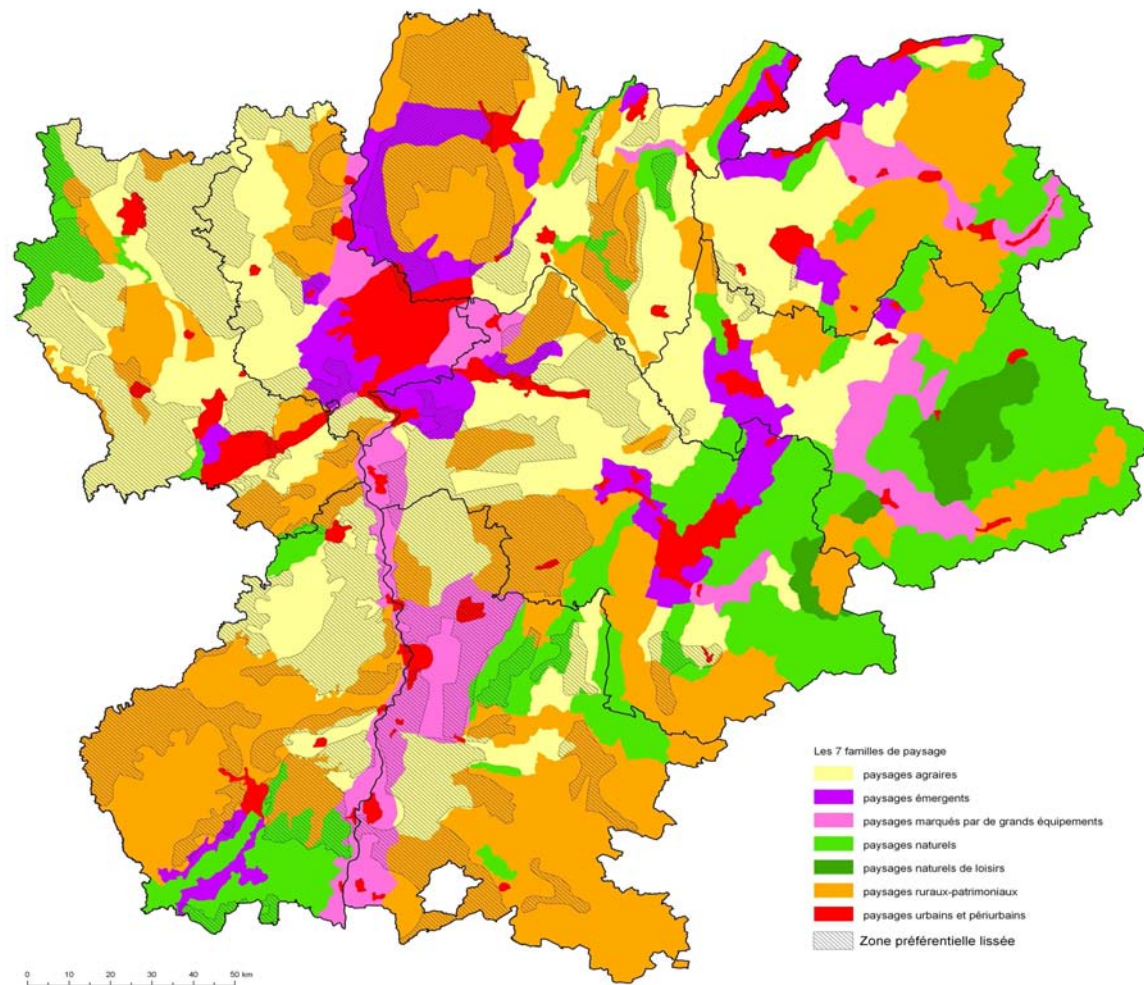 Les 7 familles de paysage
paysages agraires
paysages émergents
paysages marqués par de grands équipements
paysages naturels
paysages naturels de loisirs
paysages ruraux-patrimoniaux
paysages urbains et périurbains
Zone préférentielle lissée
0 10 20 30 40 50 km